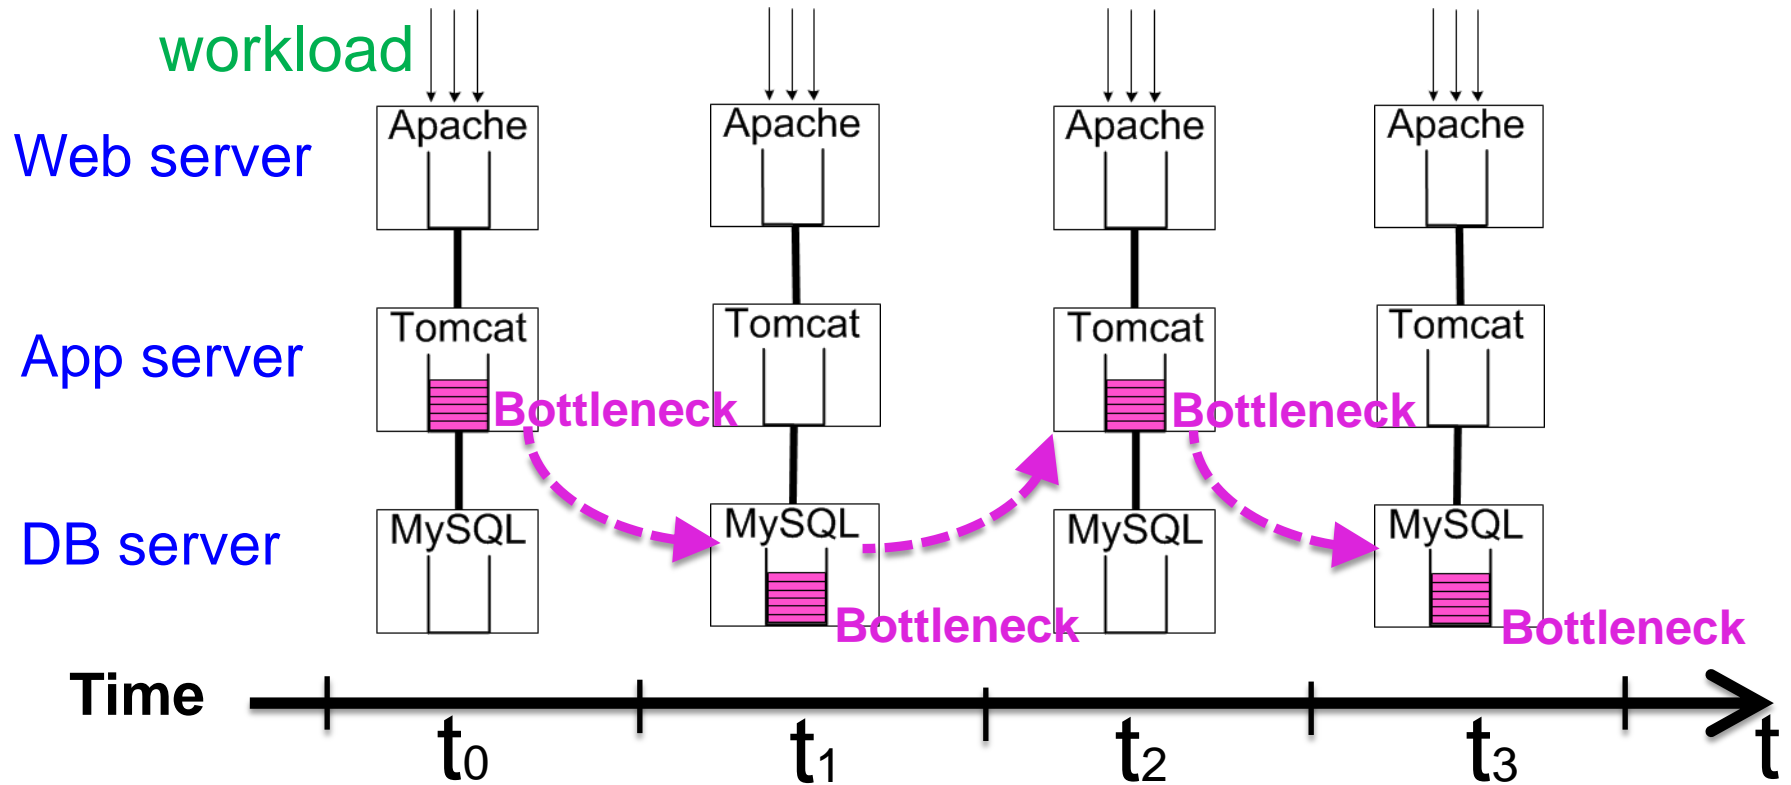 workload
Web server
Apache
Apache
Apache
Apache
App server
Tomcat
Tomcat
Tomcat
Tomcat
Bottleneck
Bottleneck
DB server
MySQL
MySQL
MySQL
MySQL
Bottleneck
Bottleneck
Time
t0
t1
t2
t3
t